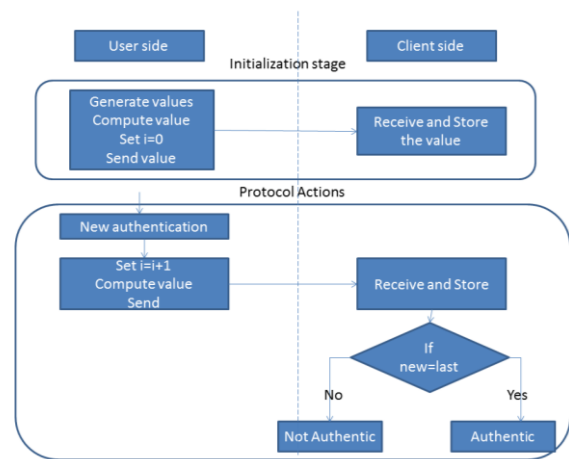 User side
Client side
Initialization stage
Generate values
Compute value
Set i=0
Send value
Receive and Store
the value
Protocol Actions
New authentication
Set i=i+1
Compute value
Send
Receive and Store
If
new=last
No
Yes
Not Authentic
Authentic